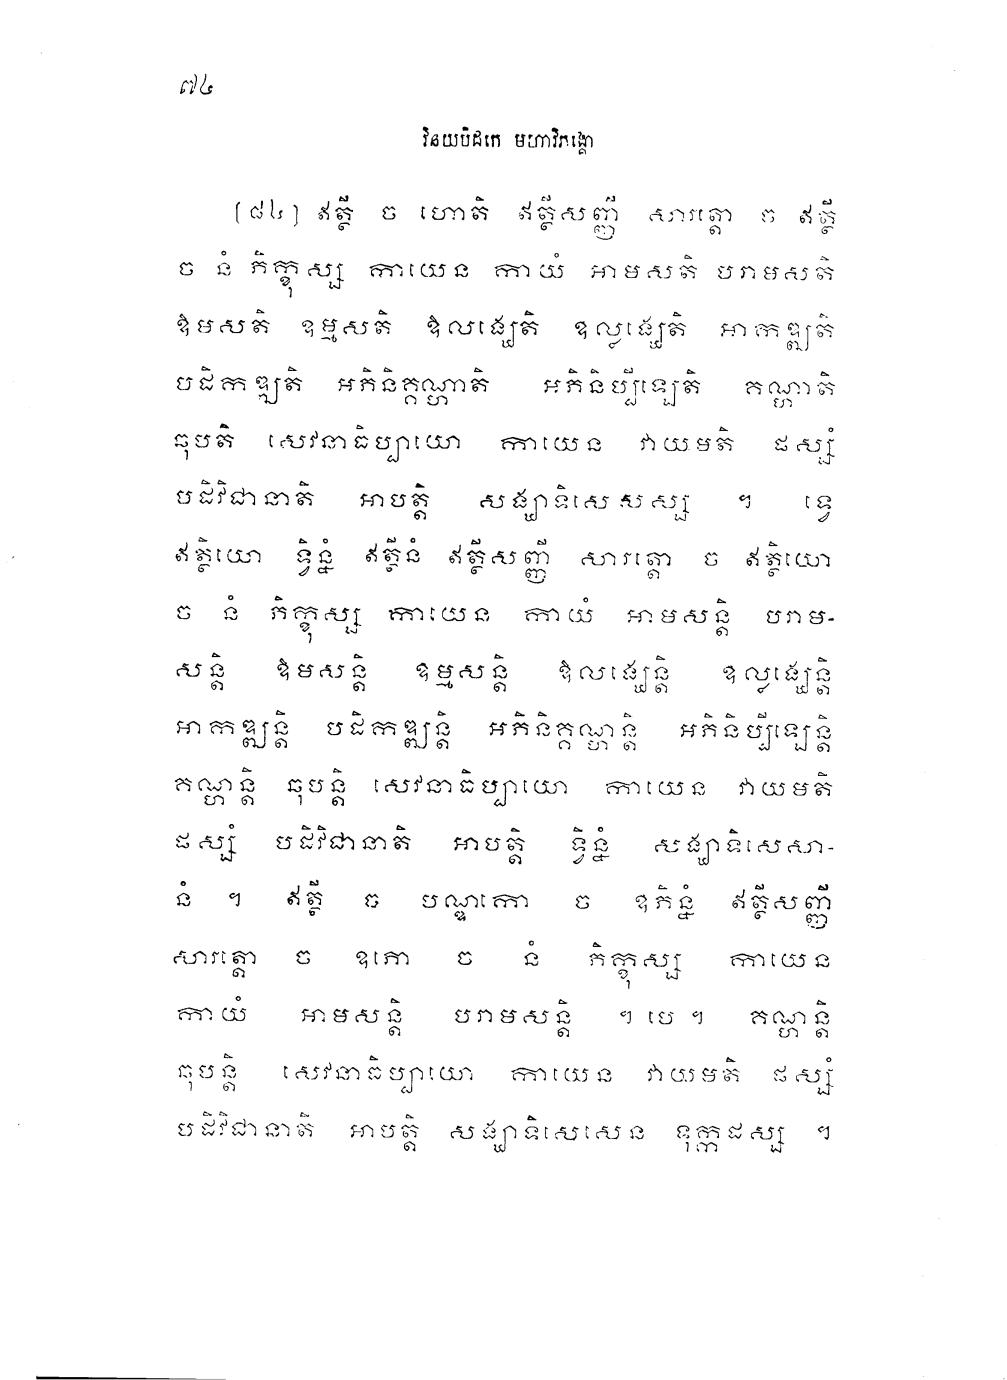 ៧៤
វិនយបិដកេ មហាវិភង្គោ
[៨៤] ឥត្ថី ច ហោតិ ឥត្ថីសញ្ញី សារត្តោ ច ឥត្ថី
ច នំ ភិក្ខុស្ស កាយេន កាយំ អាមសតិ បរាមសតិ
ឱមសតិ ឧម្មសតិ ឱលង្ឃេតិ ឧល្លង្ឃេតិ អាកឌ្ឍតិ
បដិកឌ្ឍតិ អភិនិគ្គណ្ហាតិ អភិនិប្បីឡេតិ គណ្ហាតិ
ឆុបតិ សេវនាធិប្បាយោ កាយេន វាយមតិ ផស្សំ
បដិវិជានាតិ អាបត្តិ សង្ឃាទិសេសស្ស ។ ទ្វេ
ឥត្ថិយោ ទ្វិន្នំ ឥត្ថីនំ ឥត្ថីសញ្ញី សារត្តោ ច ឥត្ថិយោ
ច នំ ភិក្ខុស្ស កាយេន កាយំ អាមសន្តិ បរាម-
សន្តិ ឱមសន្តិ ឧម្មសន្តិ ឱលង្ឃេន្តិ ឧល្លង្ឃេន្តិ
អាកឌ្ឍន្តិ បដិកឌ្ឍន្តិ អភិនិគ្គណ្ហន្តិ អភិនិប្បីឡេន្តិ
គណ្ហន្តិ ឆុបន្តិ សេវនាធិប្បាយោ កាយេន វាយមតិ
ផស្សំ បដិវិជានាតិ អាបត្តិ ទ្វិន្នំ សង្ឃាទិសេសា-
នំ ។ ឥត្ថី ច បណ្ឌកោ ច ឧភិន្នំ ឥត្ថីសញ្ញី
សារត្តោ ច ឧភោ ច នំ ភិក្ខុស្ស កាយេន
កាយំ អាមសន្តិ បរាមសន្តិ ។ បេ ។ គណ្ហន្តិ
ឆុបន្តិ សេវនាធិប្បាយោ កាយេន វាយមតិ ផស្សំ
បដិវិជានាតិ អាបត្តិ សង្ឃាទិសេសេន ទុក្កដស្ស ។